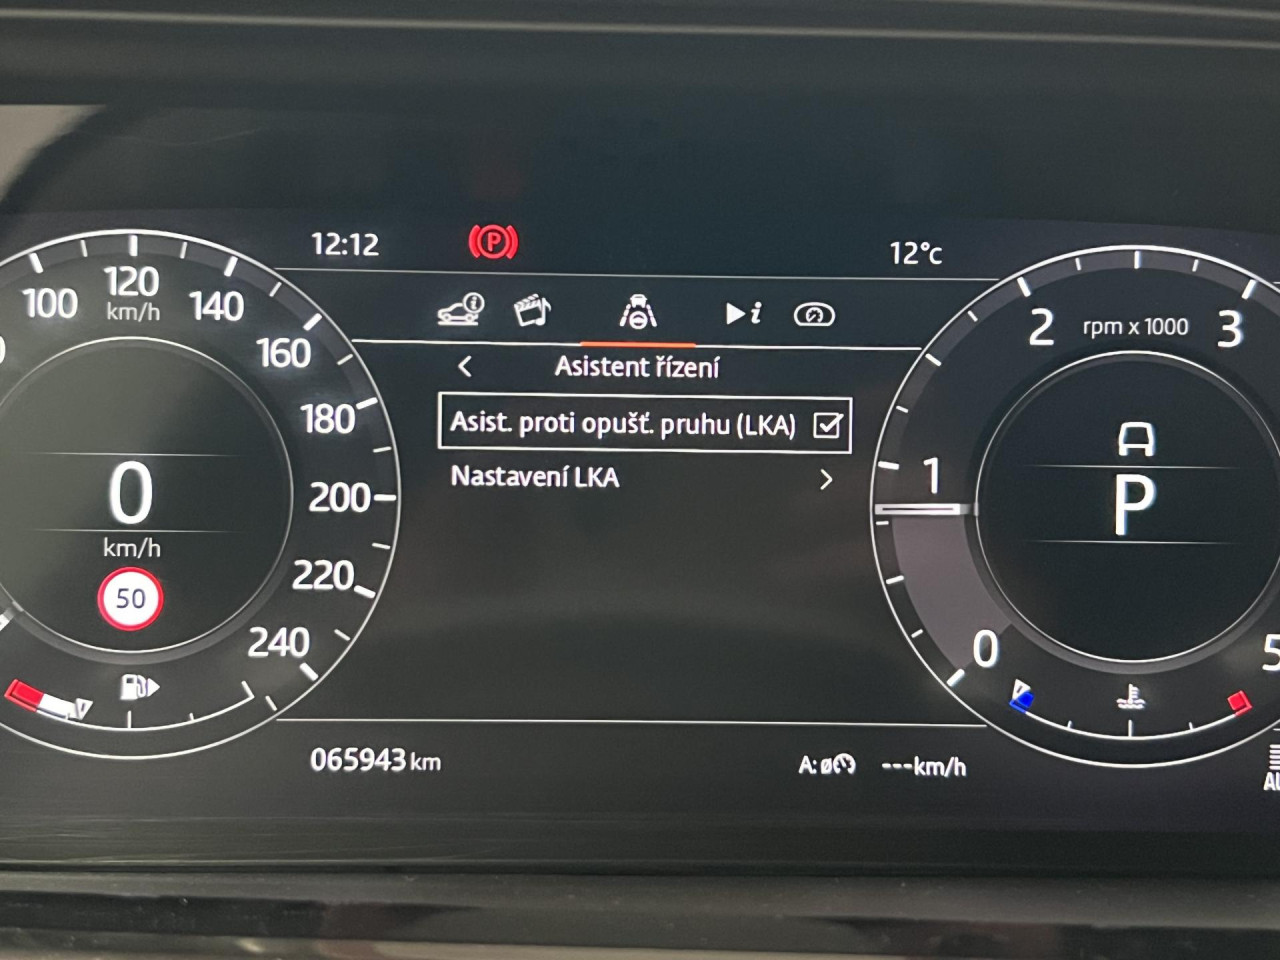 12:12
P
12°c
100
120
km/h
140
160
180
200
220
240
0
km/h
50
i
i
Asistent řízení
Asist. proti opušť. pruhu (LKA)
Nastavení LKA
2
rpm x 1000
3
1
0
5
A
P
065943 km
A:ø ---km/h